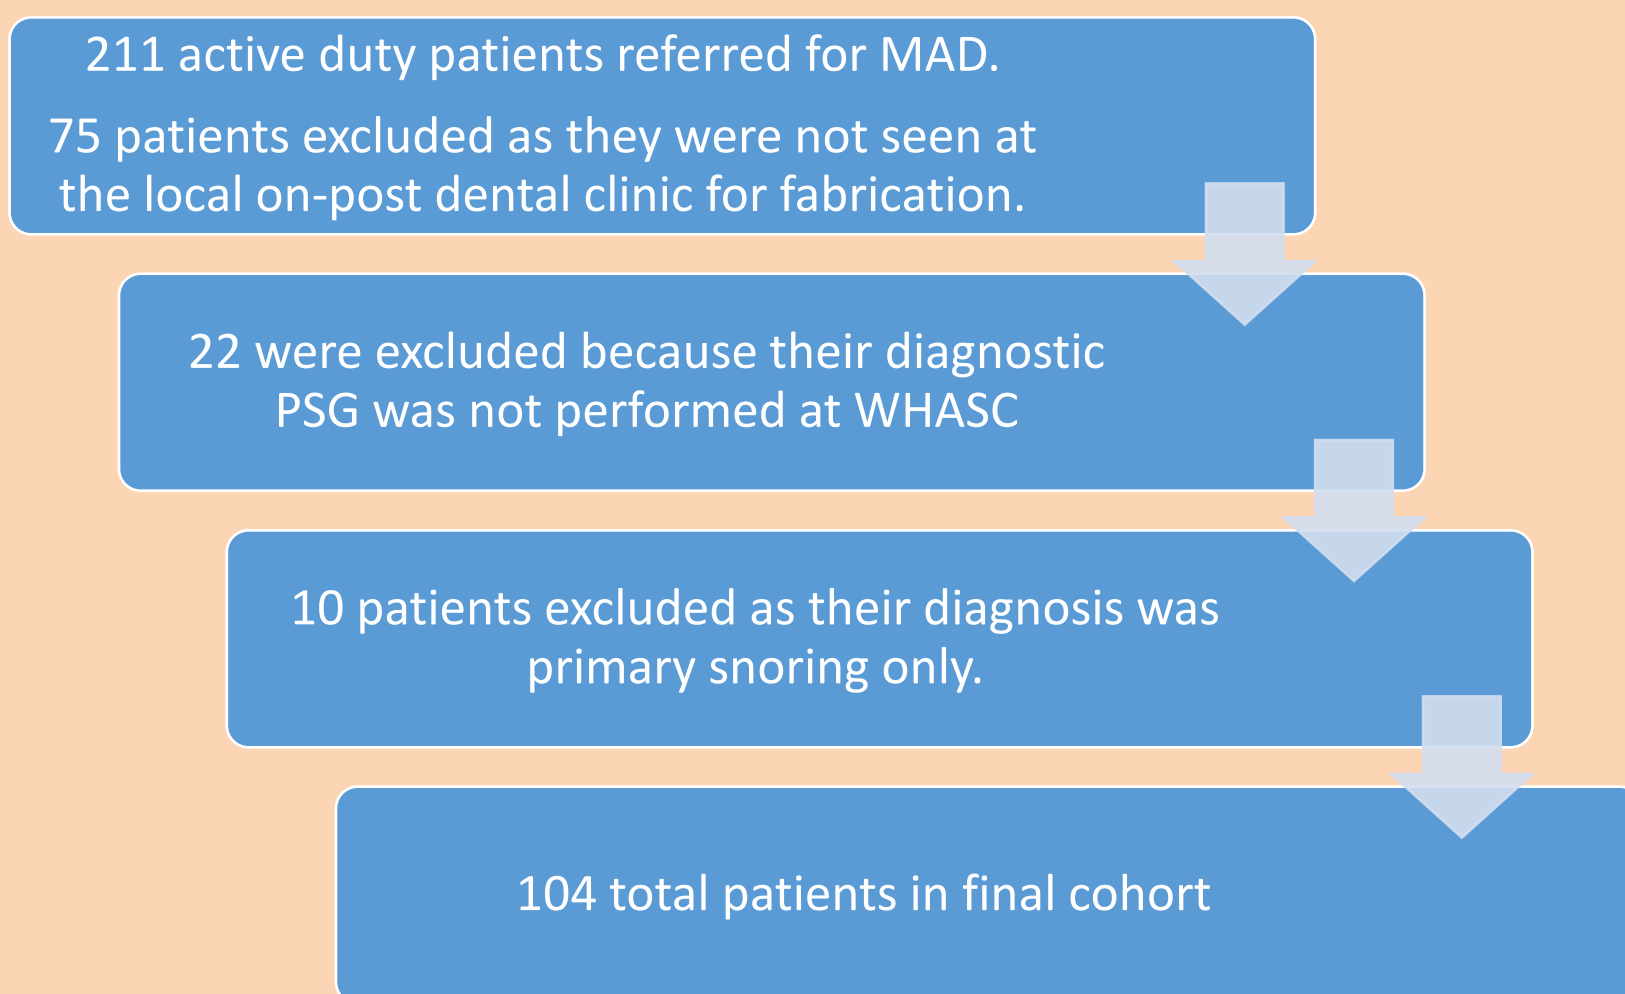 211 active duty patients referred for MAD.
75 patients excluded as they were not seen at
the local on-post dental clinic for fabrication.
22 were excluded because their diagnostic
PSG was not performed at WHASC
10 patients excluded as their diagnosis was
primary snoring only.
104 total patients in final cohort